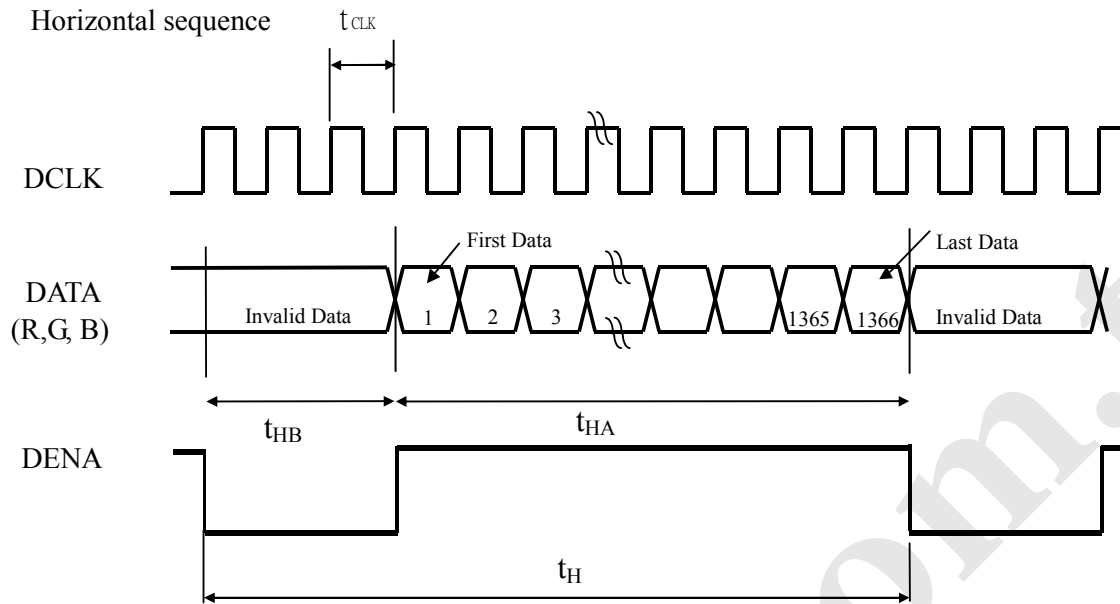 Horizontal sequence
tCLK
DCLK
First Data
Last Data
DATA
(R,G, B)
Invalid Data
1
2
3
1365
1366
Invalid Data
tHB
tHA
DENA
tH